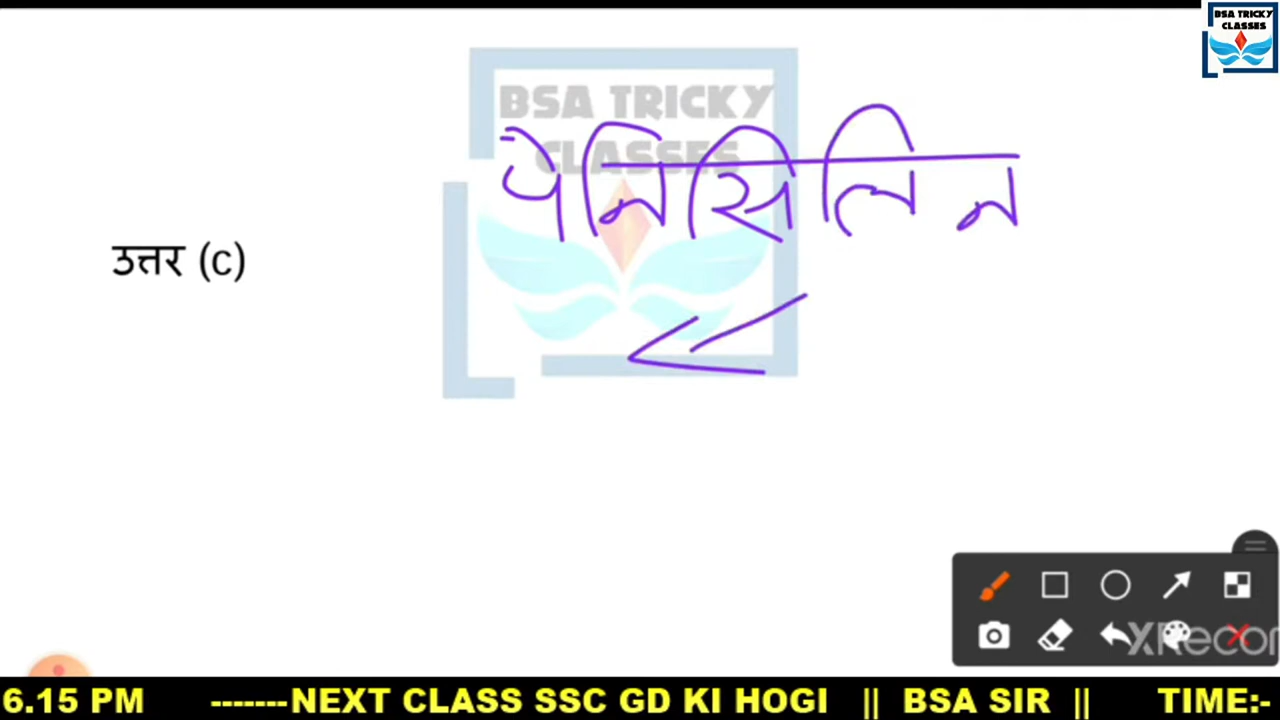 BSA TRICKY
CLASSES
BSA TRICKY
CLASSES
पेनिसिलिन
उत्तर (c)
XRecor
6.15 PM -------NEXT CLASS SSC GD KI HOGI || BSA SIR || TIME:-